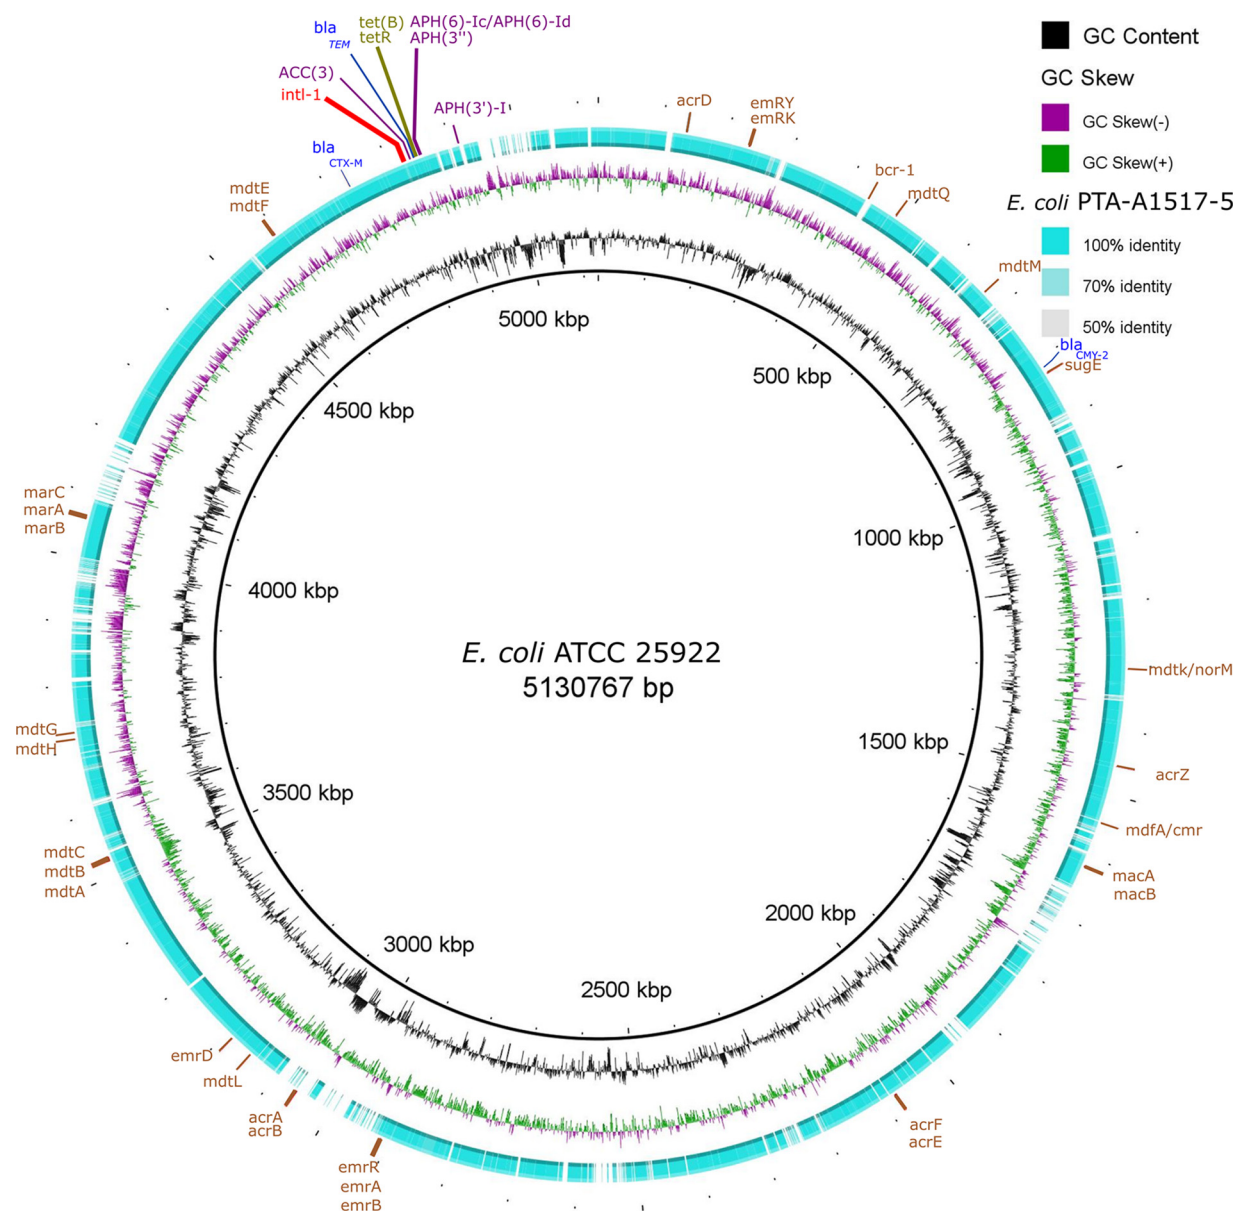 tet(B)
tetR
APH(6)-Ic/APH(6)-Id
APH(3'')
bla
TEM
ACC(3)
intl-1
APH(3')-I
bla
CTX-M
mdtE
mdtF
acrD
emRY
emRK
bcr-1
mdtQ
mdtM
bla
CMY-2
sugE
GC Content
GC Skew
GC Skew(-)
GC Skew(+)
E. coli PTA-A1517-5
100% identity
70% identity
50% identity
5000 kbp
500 kbp
4500 kbp
marC
marA
marB
1000 kbp
4000 kbp
E. coli ATCC 25922
5130767 bp
mdtk/norM
mdtG
mdtH
1500 kbp
acrZ
3500 kbp
mdfA/cmr
mdtC
mdtB
mdtA
macA
macB
2000 kbp
3000 kbp
2500 kbp
emrD
mdtL
acrA
acrB
acrF
acrE
emrR
emrA
emrB